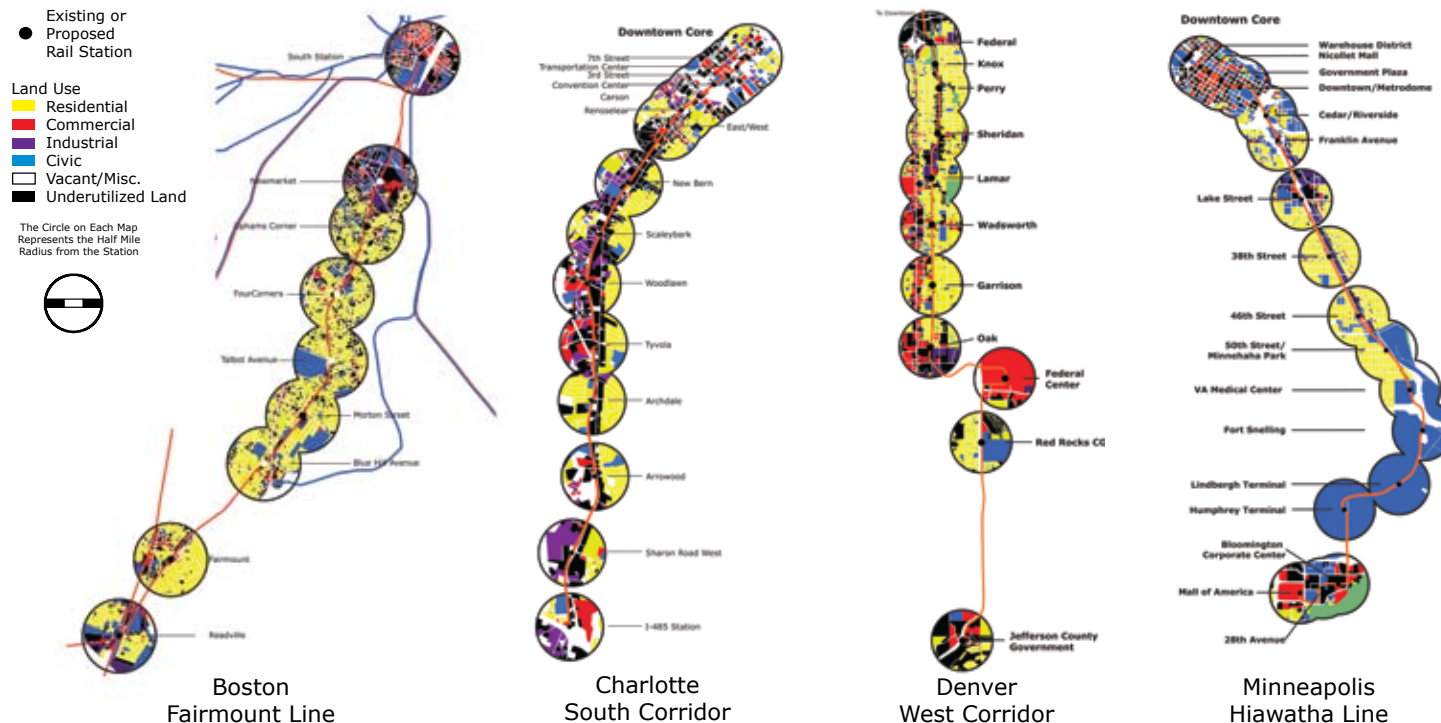 Existing or
Proposed
Rail Station
Land Use
Residential
Commercial
Industrial
Civic
Vacant/Misc.
Underutilized Land
The Circle on Each Map
Represents the Half Mile
Radius from the Station
South Station
Newmarket
Uphams Corner
FourCorners
Talbot Avenue
Morton Street
Blue Hill Avenue
Fairmount
Readville
Boston
Fairmount Line
Downtown Core
7th Street
Transportation Center
3rd Street
Convention Center
Carson
Renoselear
East/West
New Bern
Scaleybark
Woodlawn
Tyvola
Archdale
Arrowood
Sharon Road West
I-485 Station
Charlotte
South Corridor
To Downtown
Federal
Knox
Perry
Sheridan
Lamar
Wadsworth
Garrison
Oak
Federal
Center
Red Rocks CC
Jefferson County
Government
Denver
West Corridor
Downtown Core
Warehouse District
Nicollet Mall
Government Plaza
Downtown/Metrodome
Cedar/Riverside
Franklin Avenue
Lake Street
38th Street
46th Street
50th Street/
Minnehaha Park
VA Medical Center
Fort Snelling
Lindbergh Terminal
Humphrey Terminal
Bloomington
Corporate Center
Mall of America
28th Avenue
Minneapolis
Hiawatha Line